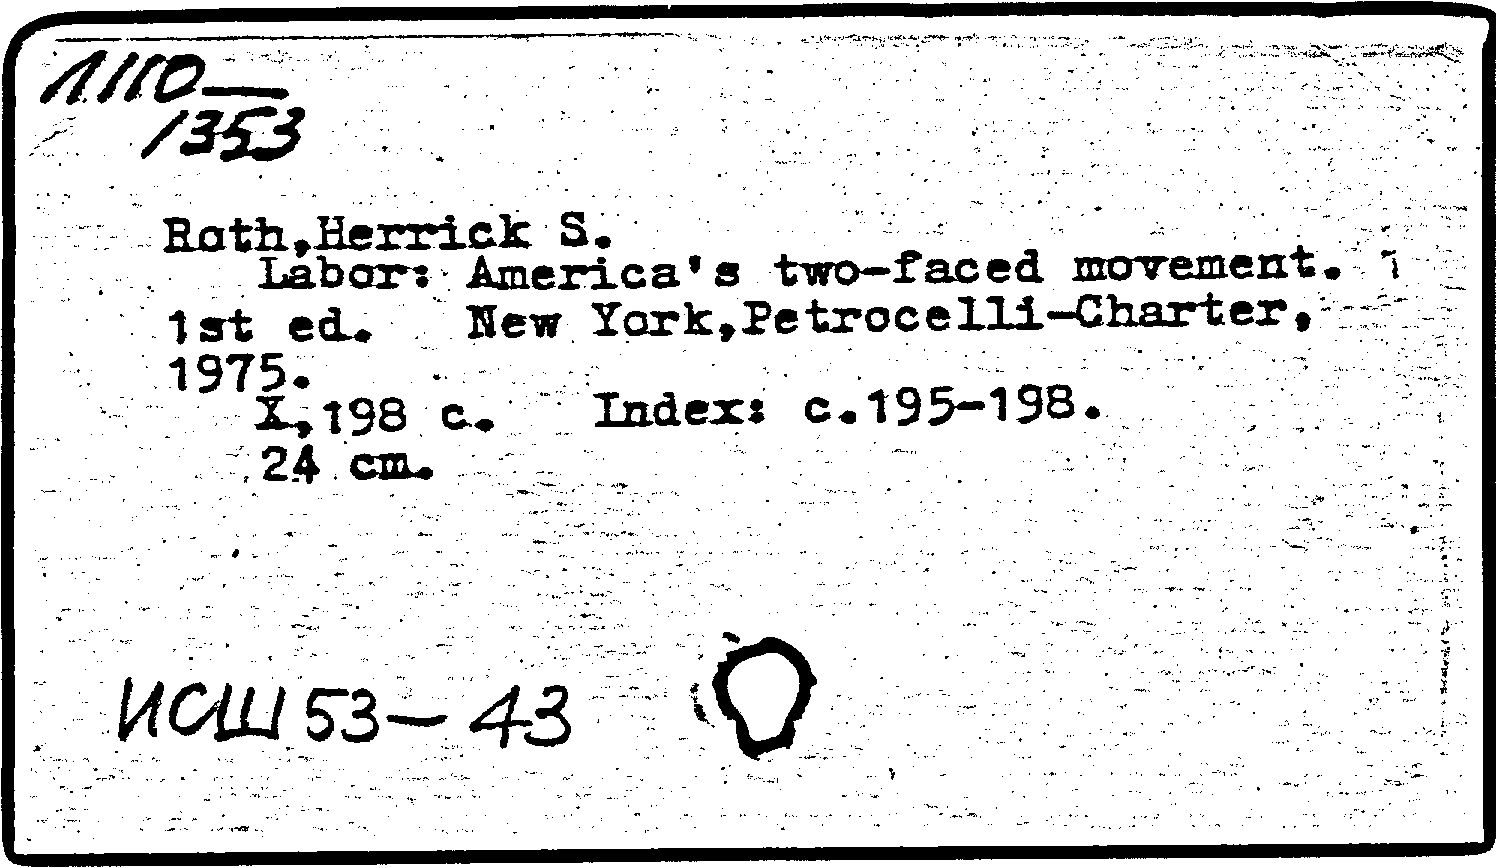 1110—
1353
Roth,Herrick S.
Labor: America's two-faced movement.
1st ed. New York,Petrocelli-Charter,
1975.
X,198 c. Index: c.195-198.
24 cm.
ИСШ 53-43